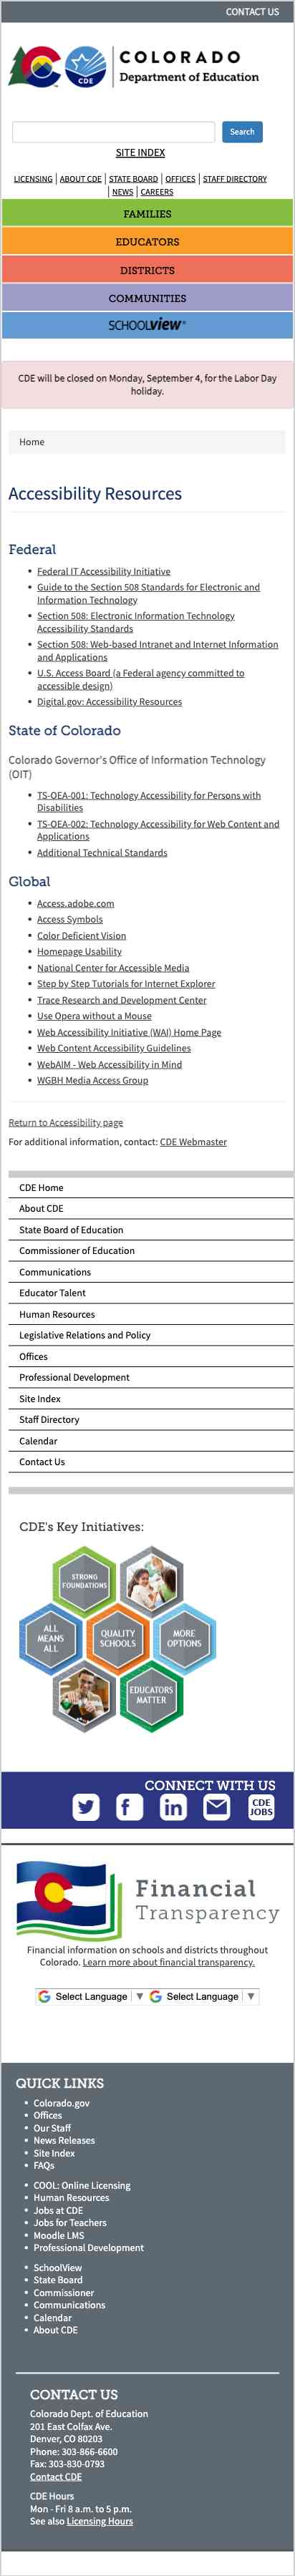 CONTACT US
COLORADO
Department of Education
CDE
Search
SITE INDEX
LICENSING | ABOUT CDE | STATE BOARD | OFFICES | STAFF DIRECTORY
| NEWS | CAREERS
FAMILIES
EDUCATORS
DISTRICTS
COMMUNITIES
SCHOOLVIEW®
CDE will be closed on Monday, September 4, for the Labor Day
holiday.
Home
Accessibility Resources
Federal
• Federal IT Accessibility Initiative
• Guide to the Section 508 Standards for Electronic and
Information Technology
• Section 508: Electronic Information Technology
Accessibility Standards
• Section 508: Web-based Intranet and Internet Information
and Applications
• U.S. Access Board (a Federal agency committed to
accessible design)
• Digital.gov: Accessibility Resources
State of Colorado
Colorado Governor's Office of Information Technology
(OIT)
• TS-OEA-001: Technology Accessibility for Persons with
Disabilities
• TS-OEA-002: Technology Accessibility for Web Content and
Applications
• Additional Technical Standards
Global
• Access.adobe.com
• Access Symbols
• Color Deficient Vision
• Homepage Usability
• National Center for Accessible Media
• Step by Step Tutorials for Internet Explorer
• Trace Research and Development Center
• Use Opera without a Mouse
• Web Accessibility Initiative (WAI) Home Page
• Web Content Accessibility Guidelines
• WebAIM - Web Accessibility in Mind
• WGBH Media Access Group
Return to Accessibility page
For additional information, contact: CDE Webmaster
CDE Home
About CDE
State Board of Education
Commissioner of Education
Communications
Educator Talent
Human Resources
Legislative Relations and Policy
Offices
Professional Development
Site Index
Staff Directory
Calendar
Contact Us
CDE's Key Initiatives:
STRONG
FOUNDATIONS
ALL
MEANS
ALL
QUALITY
SCHOOLS
MORE
OPTIONS
EDUCATORS
MATTER
CONNECT WITH US
CDE
JOBS
Financial
Transparency
Financial information on schools and districts throughout
Colorado. Learn more about financial transparency.
Select Language ▼ Select Language ▼
QUICK LINKS
• Colorado.gov
• Offices
• Our Staff
• News Releases
• Site Index
• FAQs
• COOL: Online Licensing
• Human Resources
• Jobs at CDE
• Jobs for Teachers
• Moodle LMS
• Professional Development
• SchoolView
• State Board
• Commissioner
• Communications
• Calendar
• About CDE
CONTACT US
Colorado Dept. of Education
201 East Colfax Ave.
Denver, CO 80203
Phone: 303-866-6600
Fax: 303-830-0793
Contact CDE
CDE Hours
Mon - Fri 8 a.m. to 5 p.m.
See also Licensing Hours